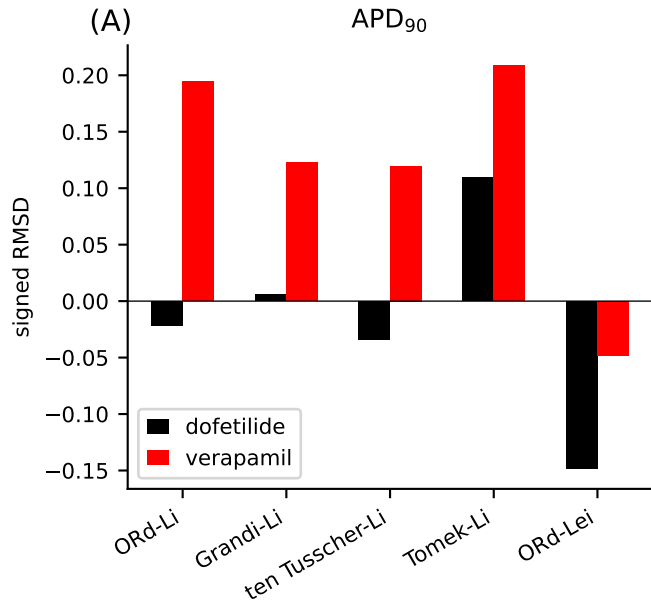 (A)
APD90
signed RMSD
0.20
0.15
0.10
0.05
0.00
−0.05
−0.10
−0.15
dofetilide
verapamil
ORd-Li
Grandi-Li
ten Tusscher-Li
Tomek-Li
ORd-Lei